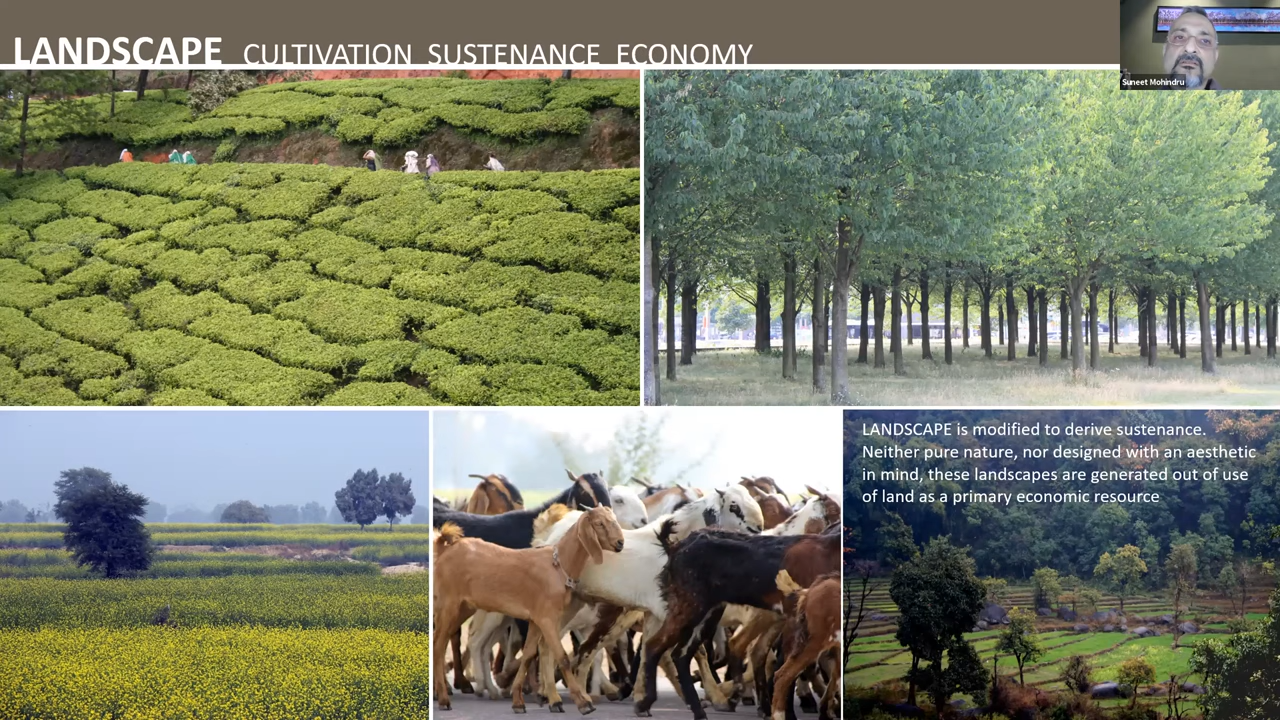 LANDSCAPE CULTIVATION SUSTENANCE ECONOMY
Suneet Mohindru
LANDSCAPE is modified to derive sustenance.
Neither pure nature, nor designed with an aesthetic
in mind, these landscapes are generated out of use
of land as a primary economic resource